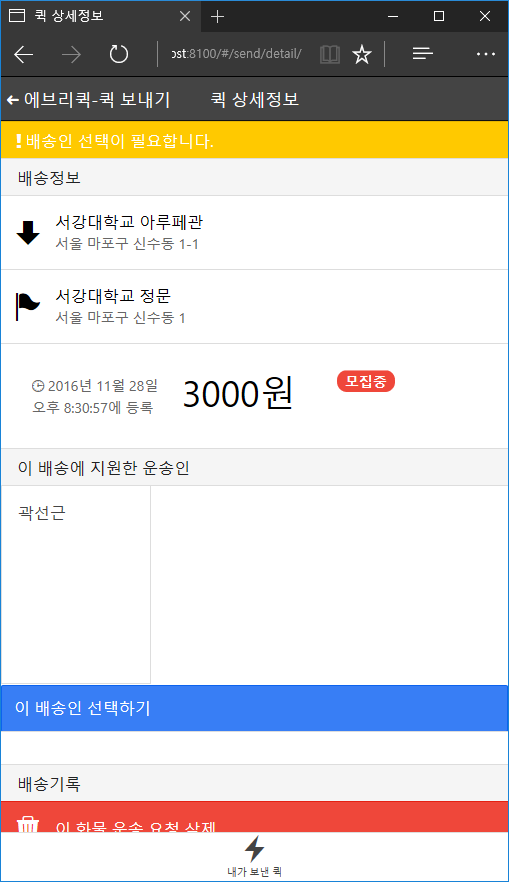 퀵 상세정보
ost:8100/#/send/detail/
에브리퀵-퀵 보내기 퀵 상세정보
배송인 선택이 필요합니다.
배송정보
서강대학교 아루페관
서울 마포구 신수동 1-1
서강대학교 정문
서울 마포구 신수동 1
2016년 11월 28일
오후 8:30:57에 등록
3000원
모집중
이 배송에 지원한 운송인
곽선근
이 배송인 선택하기
배송기록
이 화물 운송 요청 삭제
내가 보낸 퀵